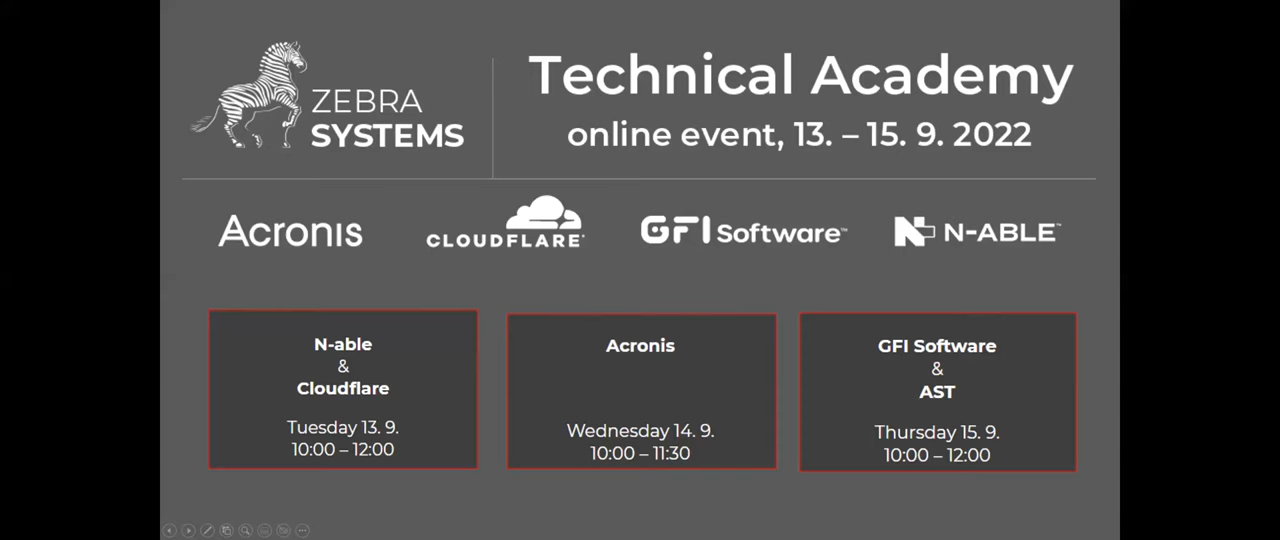 ZEBRA
SYSTEMS
Technical Academy
online event, 13. – 15. 9. 2022
Acronis
CLOUDFLARE
GFI Software™
N-ABLE™
N-able
&
Cloudflare
Tuesday 13. 9.
10:00 – 12:00
Acronis
Wednesday 14. 9.
10:00 – 11:30
GFI Software
&
AST
Thursday 15. 9.
10:00 – 12:00